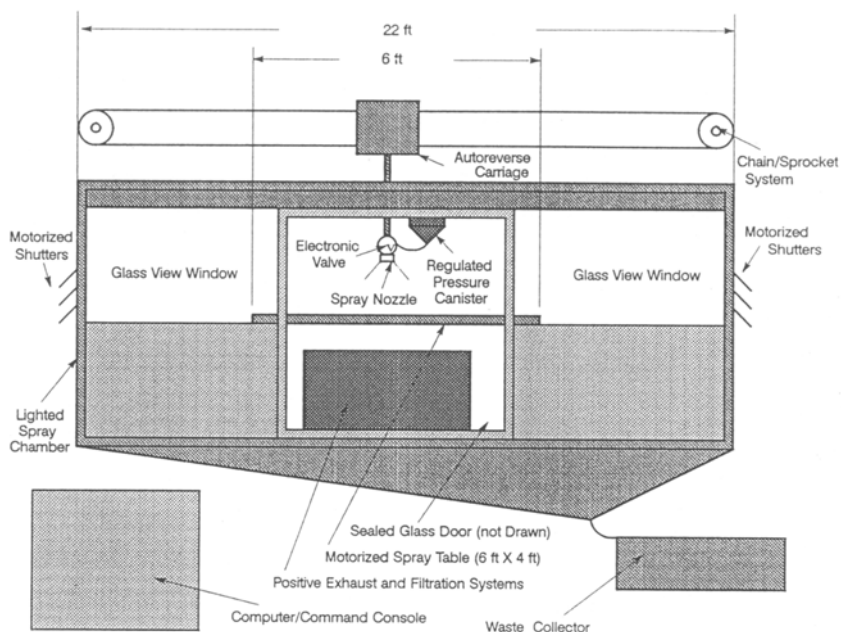 22 ft
6 ft
Autoreverse
Carriage
Chain/Sprocket
System
Motorized
Shutters
Glass View Window
Electronic
Valve
Spray Nozzle
Regulated
Pressure
Canister
Glass View Window
Motorized
Shutters
Lighted
Spray
Chamber
Sealed Glass Door (not Drawn)
Motorized Spray Table (6 ft X 4 ft)
Positive Exhaust and Filtration Systems
Computer/Command Console
Waste Collector